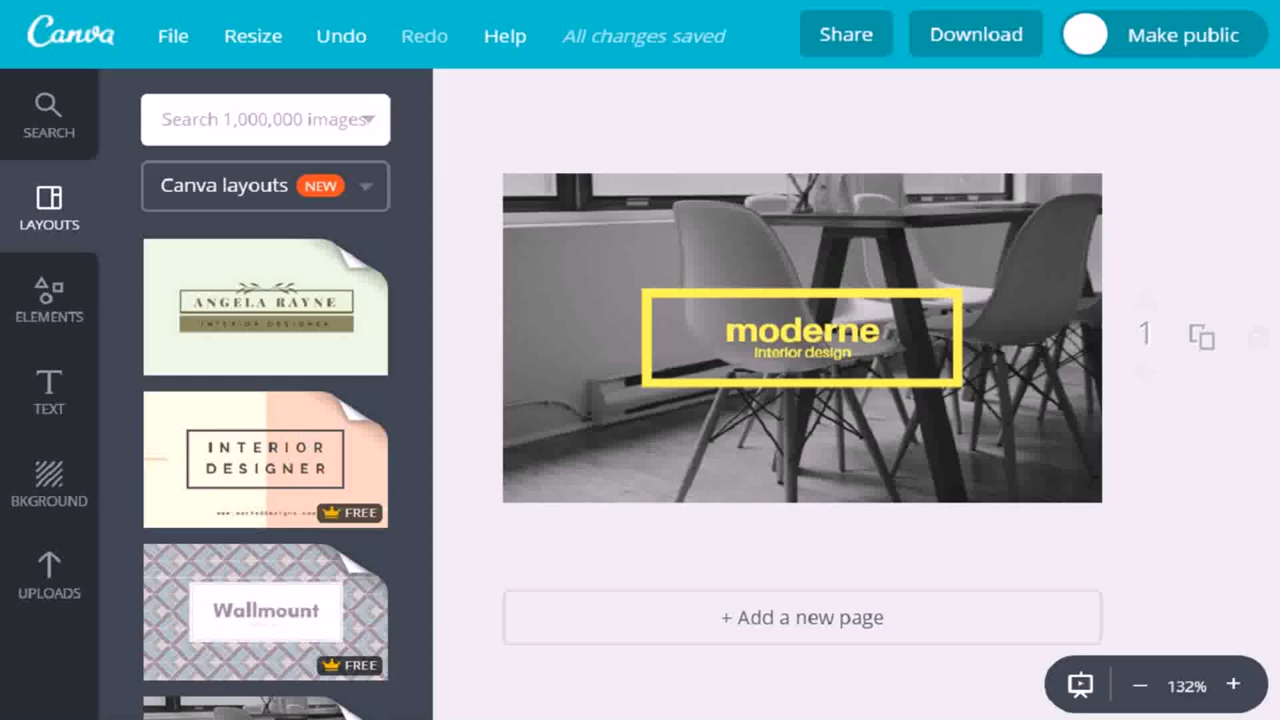 Canva File Resize Undo Redo Help All changes saved Share Download Make public
SEARCH
LAYOUTS
ELEMENTS
TEXT
BKGROUND
UPLOADS
Search 1,000,000 images
Canva layouts NEW
ANGELA RAYNE
INTERIOR DESIGNER
INTERIOR
DESIGNER
FREE
Wallmount
FREE
moderne
interior design
1
+ Add a new page
132%